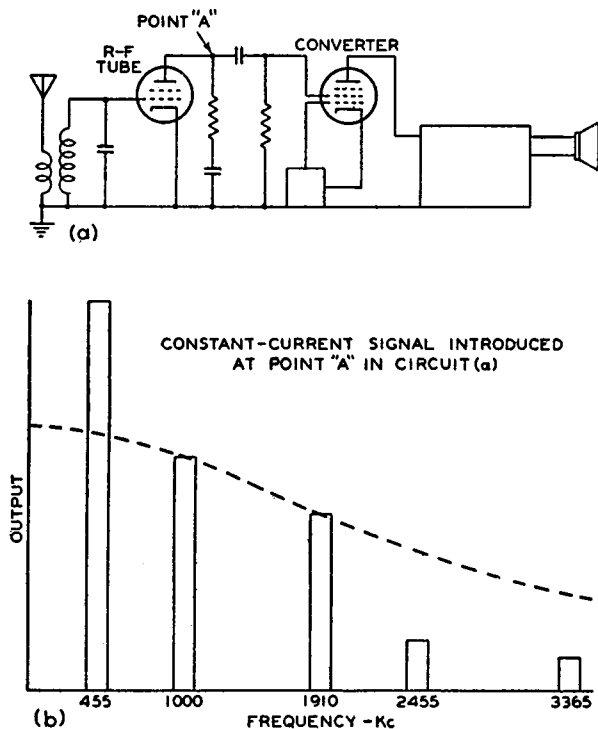 POINT "A"
R-F
TUBE
CONVERTER
(a)
CONSTANT-CURRENT SIGNAL INTRODUCED
AT POINT "A" IN CIRCUIT (a)
OUTPUT
455 1000 1910 2455 3365
(b) FREQUENCY - Kc